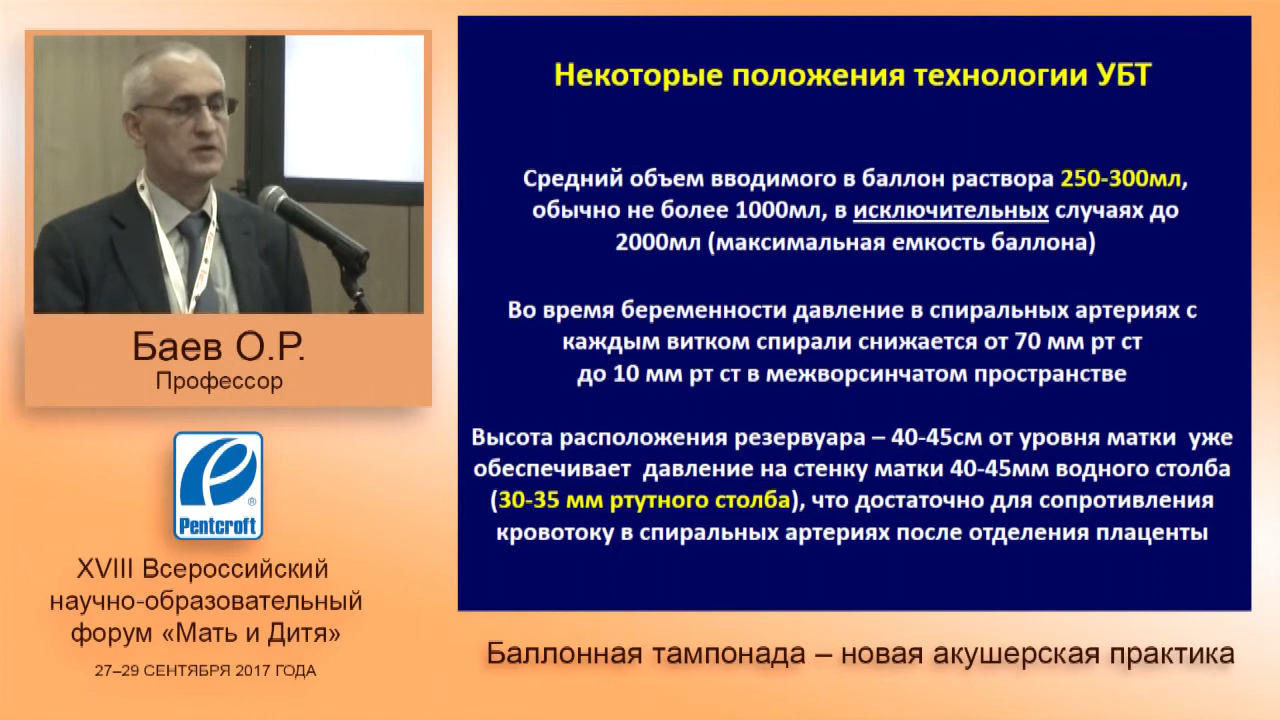 Баев О.Р.
Профессор
Pentcroft
XVIII Всероссийский
научно-образовательный
форум «Мать и Дитя»
27–29 СЕНТЯБРЯ 2017 ГОДА
Некоторые положения технологии УБТ
Средний объем вводимого в баллон раствора 250-300мл,
обычно не более 1000мл, в исключительных случаях до
2000мл (максимальная емкость баллона)
Во время беременности давление в спиральных артериях с
каждым витком спирали снижается от 70 мм рт ст
до 10 мм рт ст в межворсинчатом пространстве
Высота расположения резервуара – 40-45см от уровня матки уже
обеспечивает давление на стенку матки 40-45мм водного столба
(30-35 мм ртутного столба), что достаточно для сопротивления
кровотоку в спиральных артериях после отделения плаценты
Баллонная тампонада – новая акушерская практика